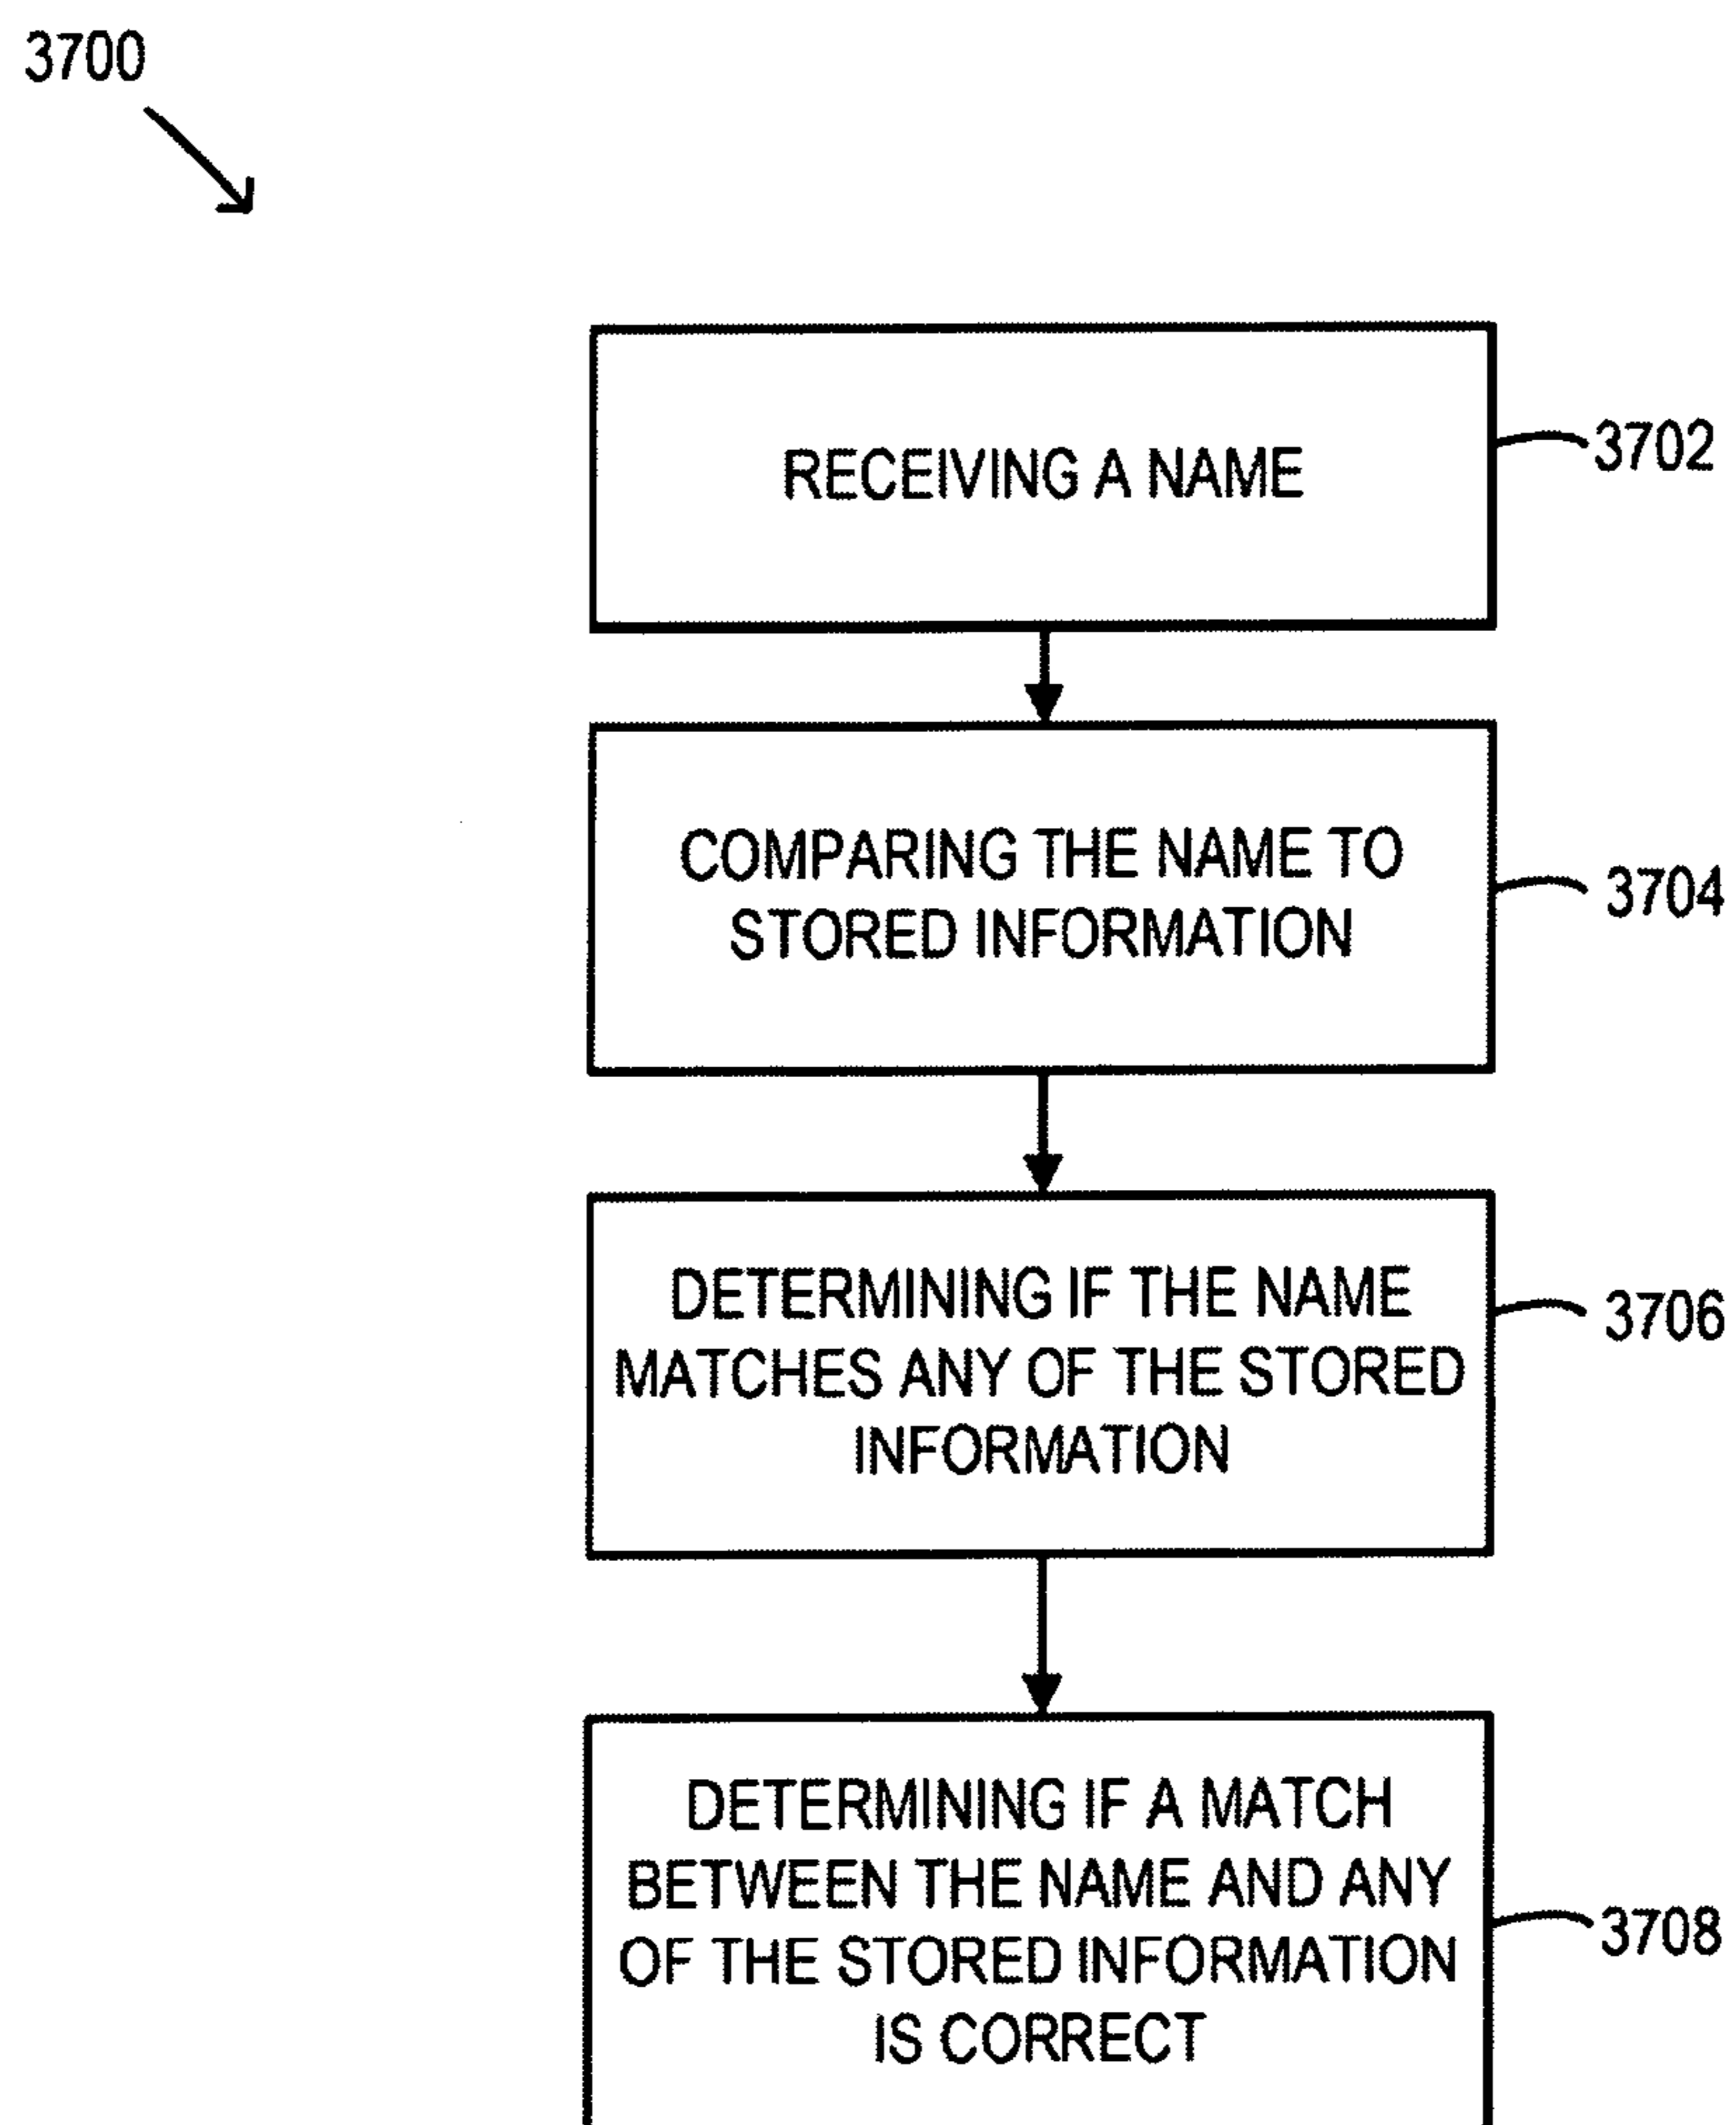 3700
RECEIVING A NAME
3702
COMPARING THE NAME TO
STORED INFORMATION
3704
DETERMINING IF THE NAME
MATCHES ANY OF THE STORED
INFORMATION
3706
DETERMINING IF A MATCH
BETWEEN THE NAME AND ANY
OF THE STORED INFORMATION
IS CORRECT
3708